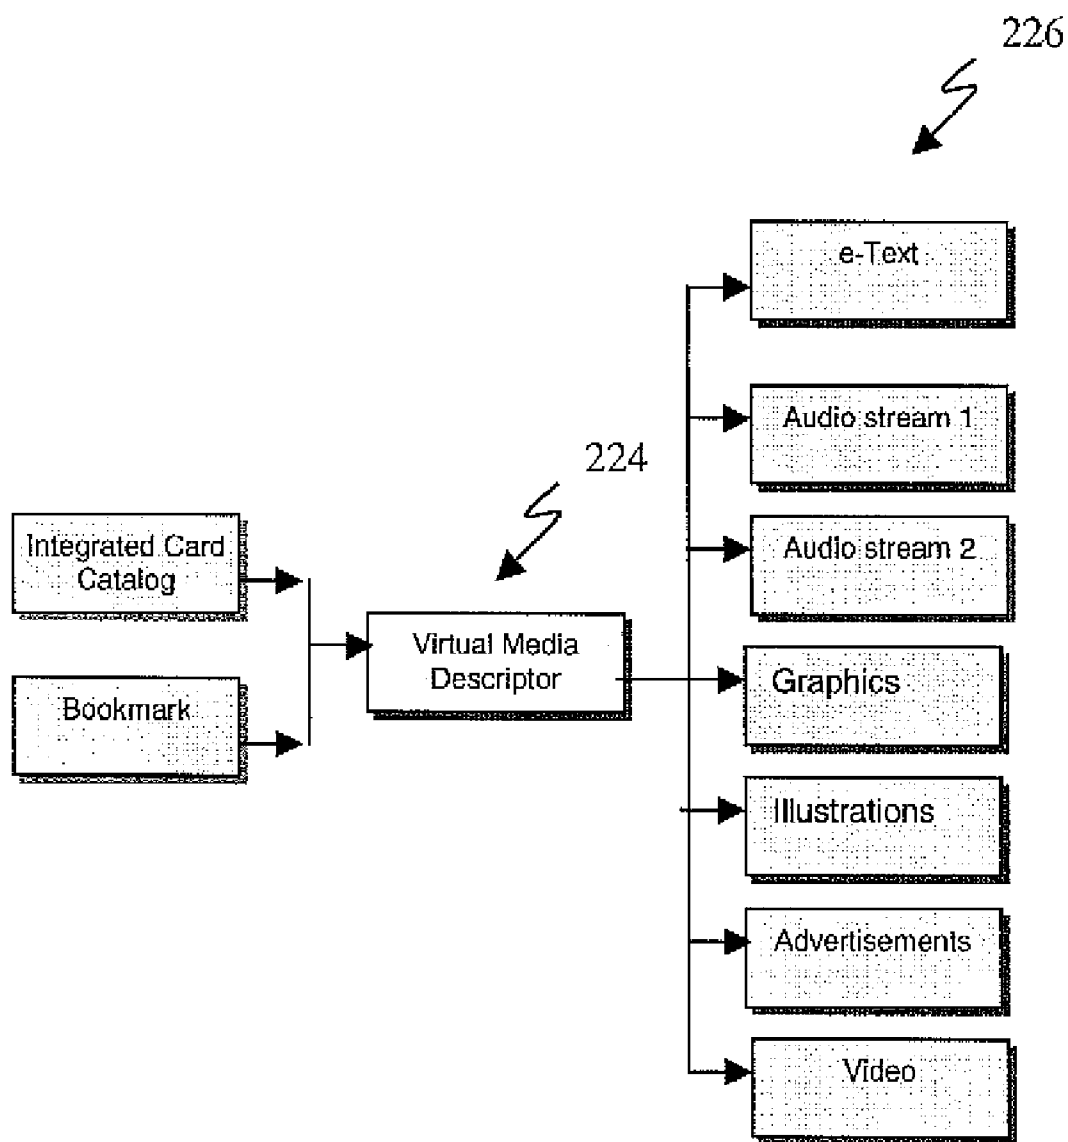 226
e-Text
Audio stream 1
224
Integrated Card
Catalog
Audio stream 2
Virtual Media
Descriptor
Graphics
Bookmark
Illustrations
Advertisements
Video